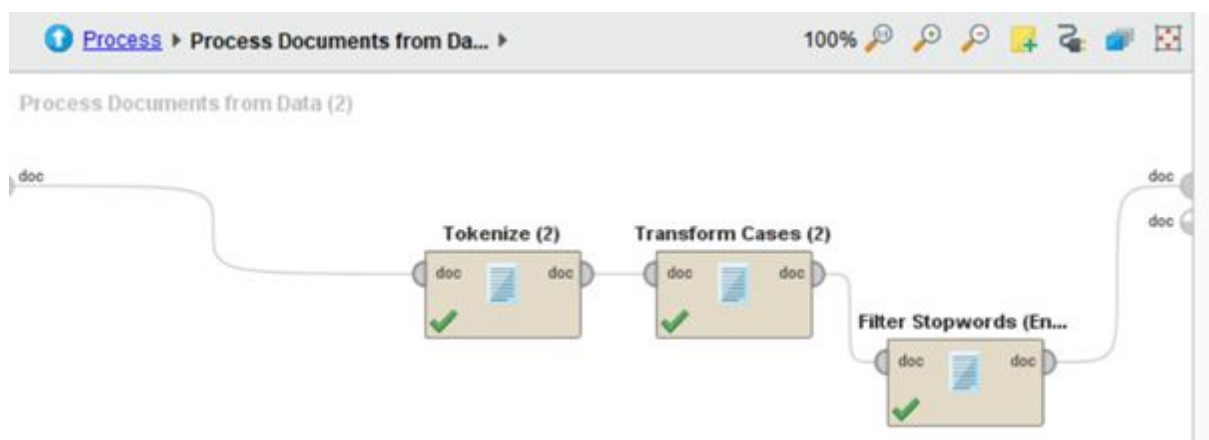 Process ▸ Process Documents from Da... ▸ 100%
Process Documents from Data (2)
doc
doc
doc
Tokenize (2)
doc doc
Transform Cases (2)
doc doc
Filter Stopwords (En...
doc doc